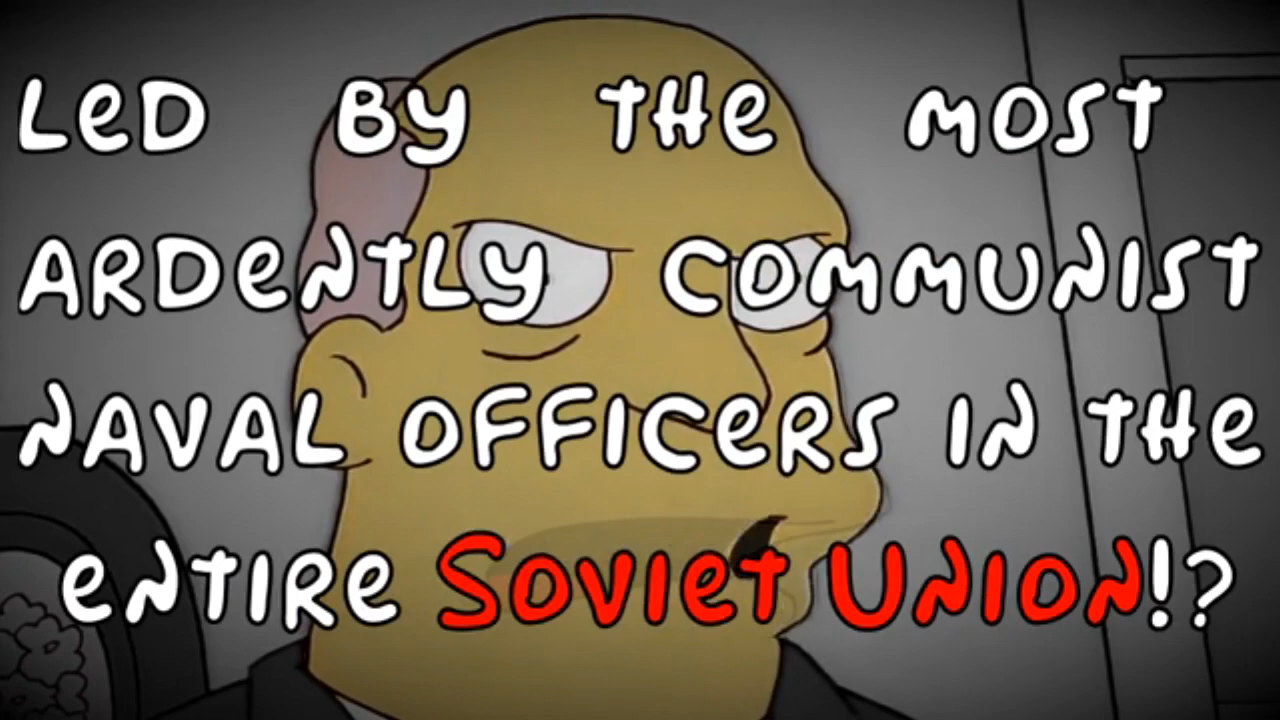 Led by the most
ardently communist
naval officers in the
entire Soviet Union!?